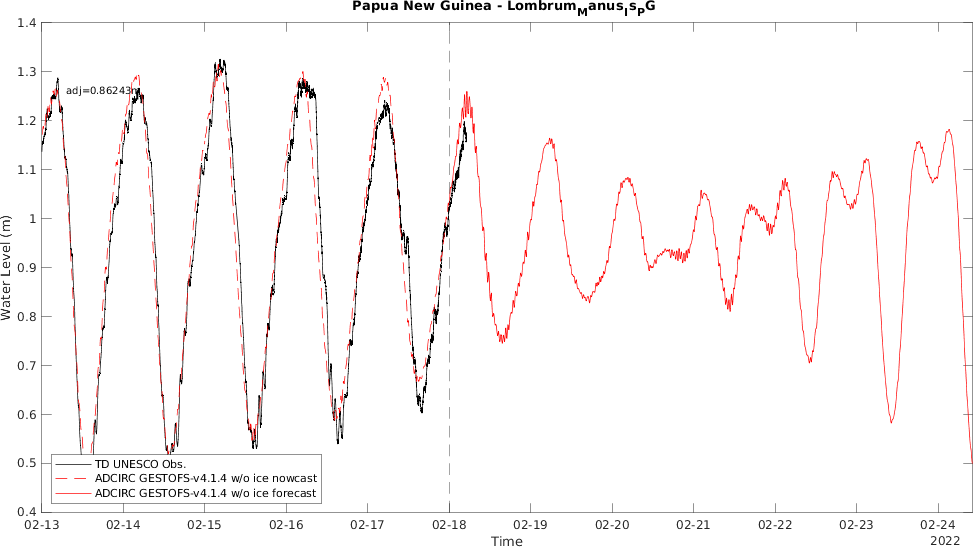 Papua New Guinea - Lombrum_Manus_Is_PG
1.4
1.3
1.2
1.1
1
0.9
0.8
0.7
0.6
0.5
0.4
Water Level (m)
adj=0.86243m
TD UNESCO Obs.
ADCIRC GESTOFS-v4.1.4 w/o ice nowcast
ADCIRC GESTOFS-v4.1.4 w/o ice forecast
02-13 02-14 02-15 02-16 02-17 02-18 02-19 02-20 02-21 02-22 02-23 02-24
Time
2022